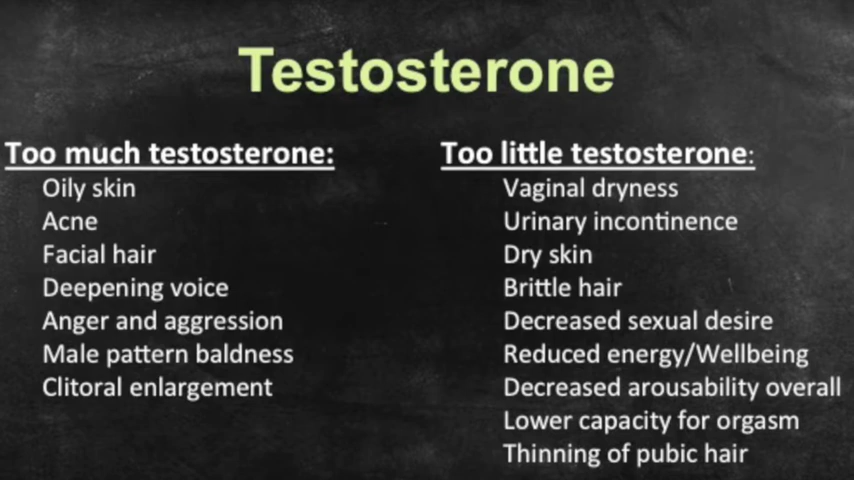 Testosterone
Too much testosterone:
Oily skin
Acne
Facial hair
Deepening voice
Anger and aggression
Male pattern baldness
Clitoral enlargement
Too little testosterone:
Vaginal dryness
Urinary incontinence
Dry skin
Brittle hair
Decreased sexual desire
Reduced energy/Wellbeing
Decreased arousability overall
Lower capacity for orgasm
Thinning of pubic hair